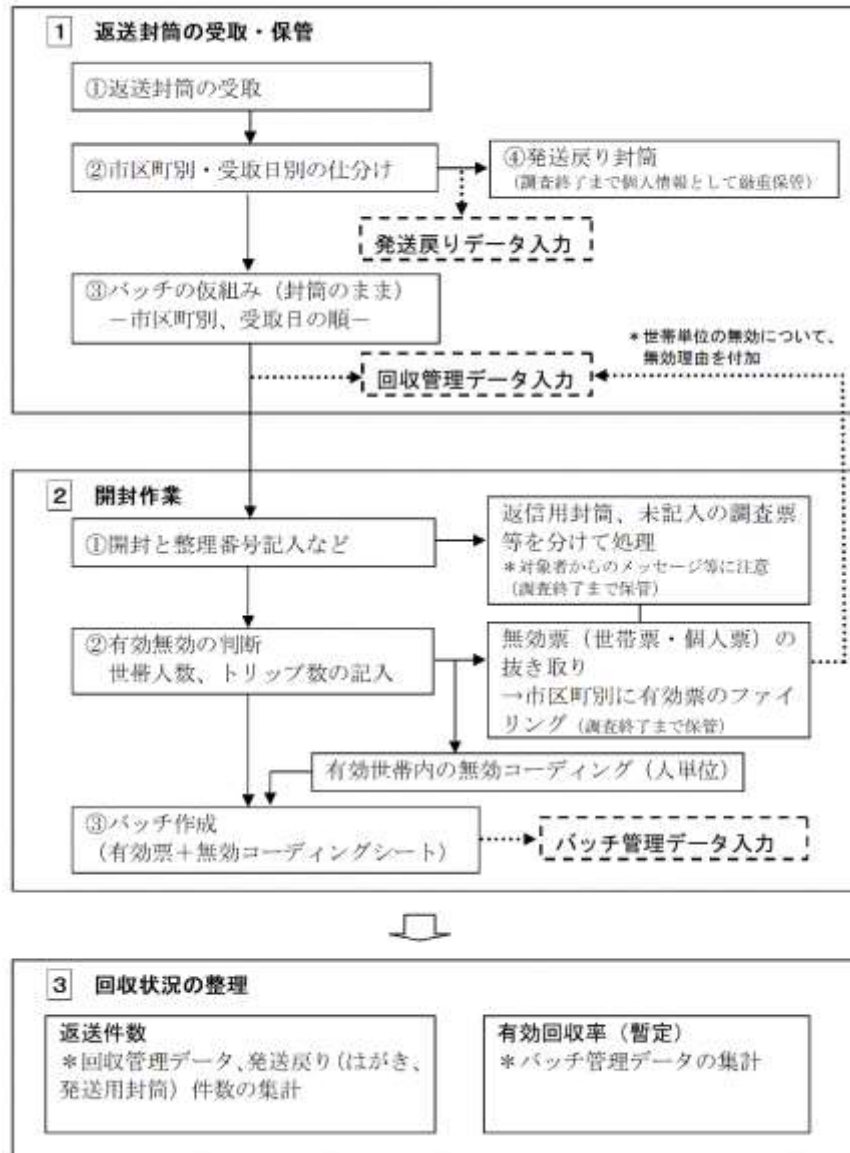 1 返送封筒の受取・保管
①返送封筒の受取
②市区町別・受取日別の仕分け
④発送戻り封筒
（調査終了まで個人情報として厳重保管）
発送戻りデータ入力
③バッチの仮組み（封筒のまま）
－市区町別、受取日の順－
＊世帯単位の無効について、
無効理由を付加
回収管理データ入力
2 開封作業
①開封と整理番号記入など
返信用封筒、未記入の調査票
等を分けて処理
＊対象者からのメッセージ等に注意
（調査終了まで保管）
②有効無効の判断
世帯人数、トリップ数の記入
無効票（世帯票・個人票）の
抜き取り
→市区町別に有効票のファイ
リング（調査終了まで保管）
有効世帯内の無効コーディング（人単位）
③バッチ作成
（有効票＋無効コーディングシート）
バッチ管理データ入力
3 回収状況の整理
返送件数
＊回収管理データ、発送戻り（はがき、
発送用封筒）件数の集計
有効回収率（暫定）
＊バッチ管理データの集計